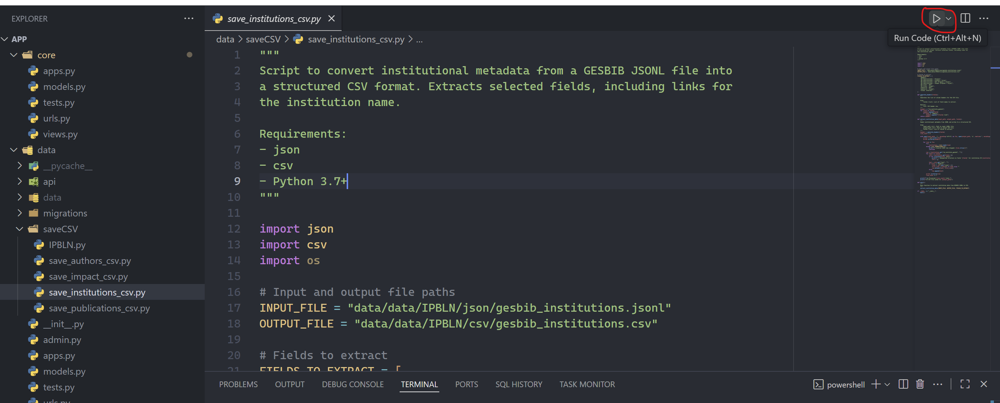 EXPLORER
APP
core
apps.py
models.py
tests.py
urls.py
views.py
data
__pycache__
api
data
migrations
saveCSV
IPBLN.py
save_authors_csv.py
save_impact_csv.py
save_institutions_csv.py
save_publications_csv.py
__init__.py
admin.py
apps.py
models.py
tests.py
urls.py
save_institutions_csv.py
Run Code (Ctrl+Alt+N)
data > saveCSV > save_institutions_csv.py > ...
1 """
2 Script to convert institutional metadata from a GESBIB JSONL file into
3 a structured CSV format. Extracts selected fields, including links for
4 the institution name.
5
6 Requirements:
7 - json
8 - csv
9 - Python 3.7+
10 """
11
12 import json
13 import csv
14 import os
15
16 # Input and output file paths
17 INPUT_FILE = "data/data/IPBLN/json/gesbib_institutions.jsonl"
18 OUTPUT_FILE = "data/data/IPBLN/csv/gesbib_institutions.csv"
19
20 # Fields to extract
21 FIELDS_TO_EXTRACT = [
PROBLEMS OUTPUT DEBUG CONSOLE TERMINAL PORTS SQL HISTORY TASK MONITOR
powershell